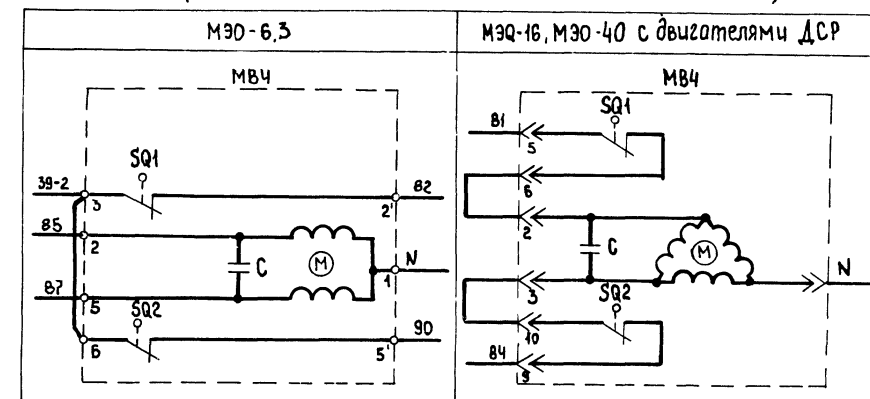 МЭО-6,3
МЭО-16, МЭО-40 с двигателями ДСР
МВЧ
SQ1
39-2
3
2'
82
85
2
C
M
N
1
87
5
SQ2
6
5'
90
МВ4
SQ1
81
5
6
2
C
M
N
3
SQ2
10
84
9